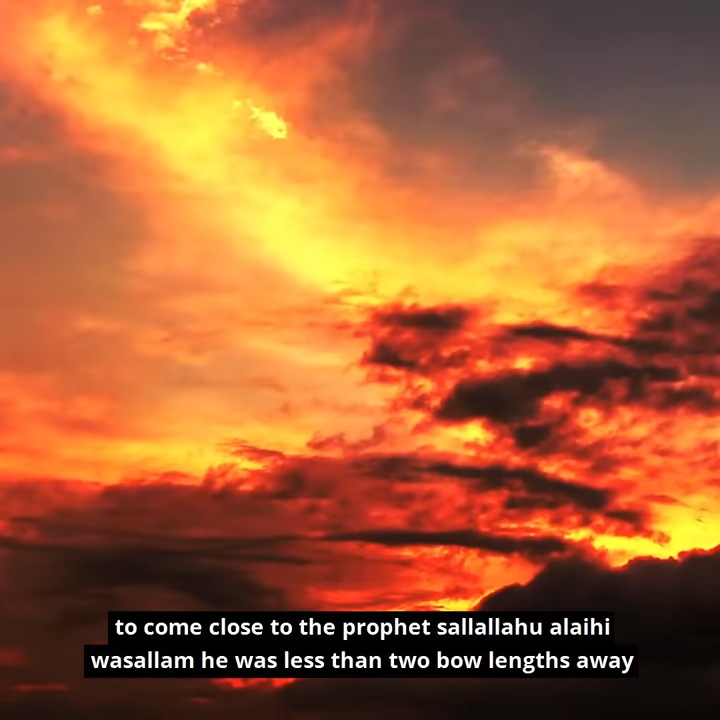 to come close to the prophet sallallahu alaihi
wasallam he was less than two bow lengths away